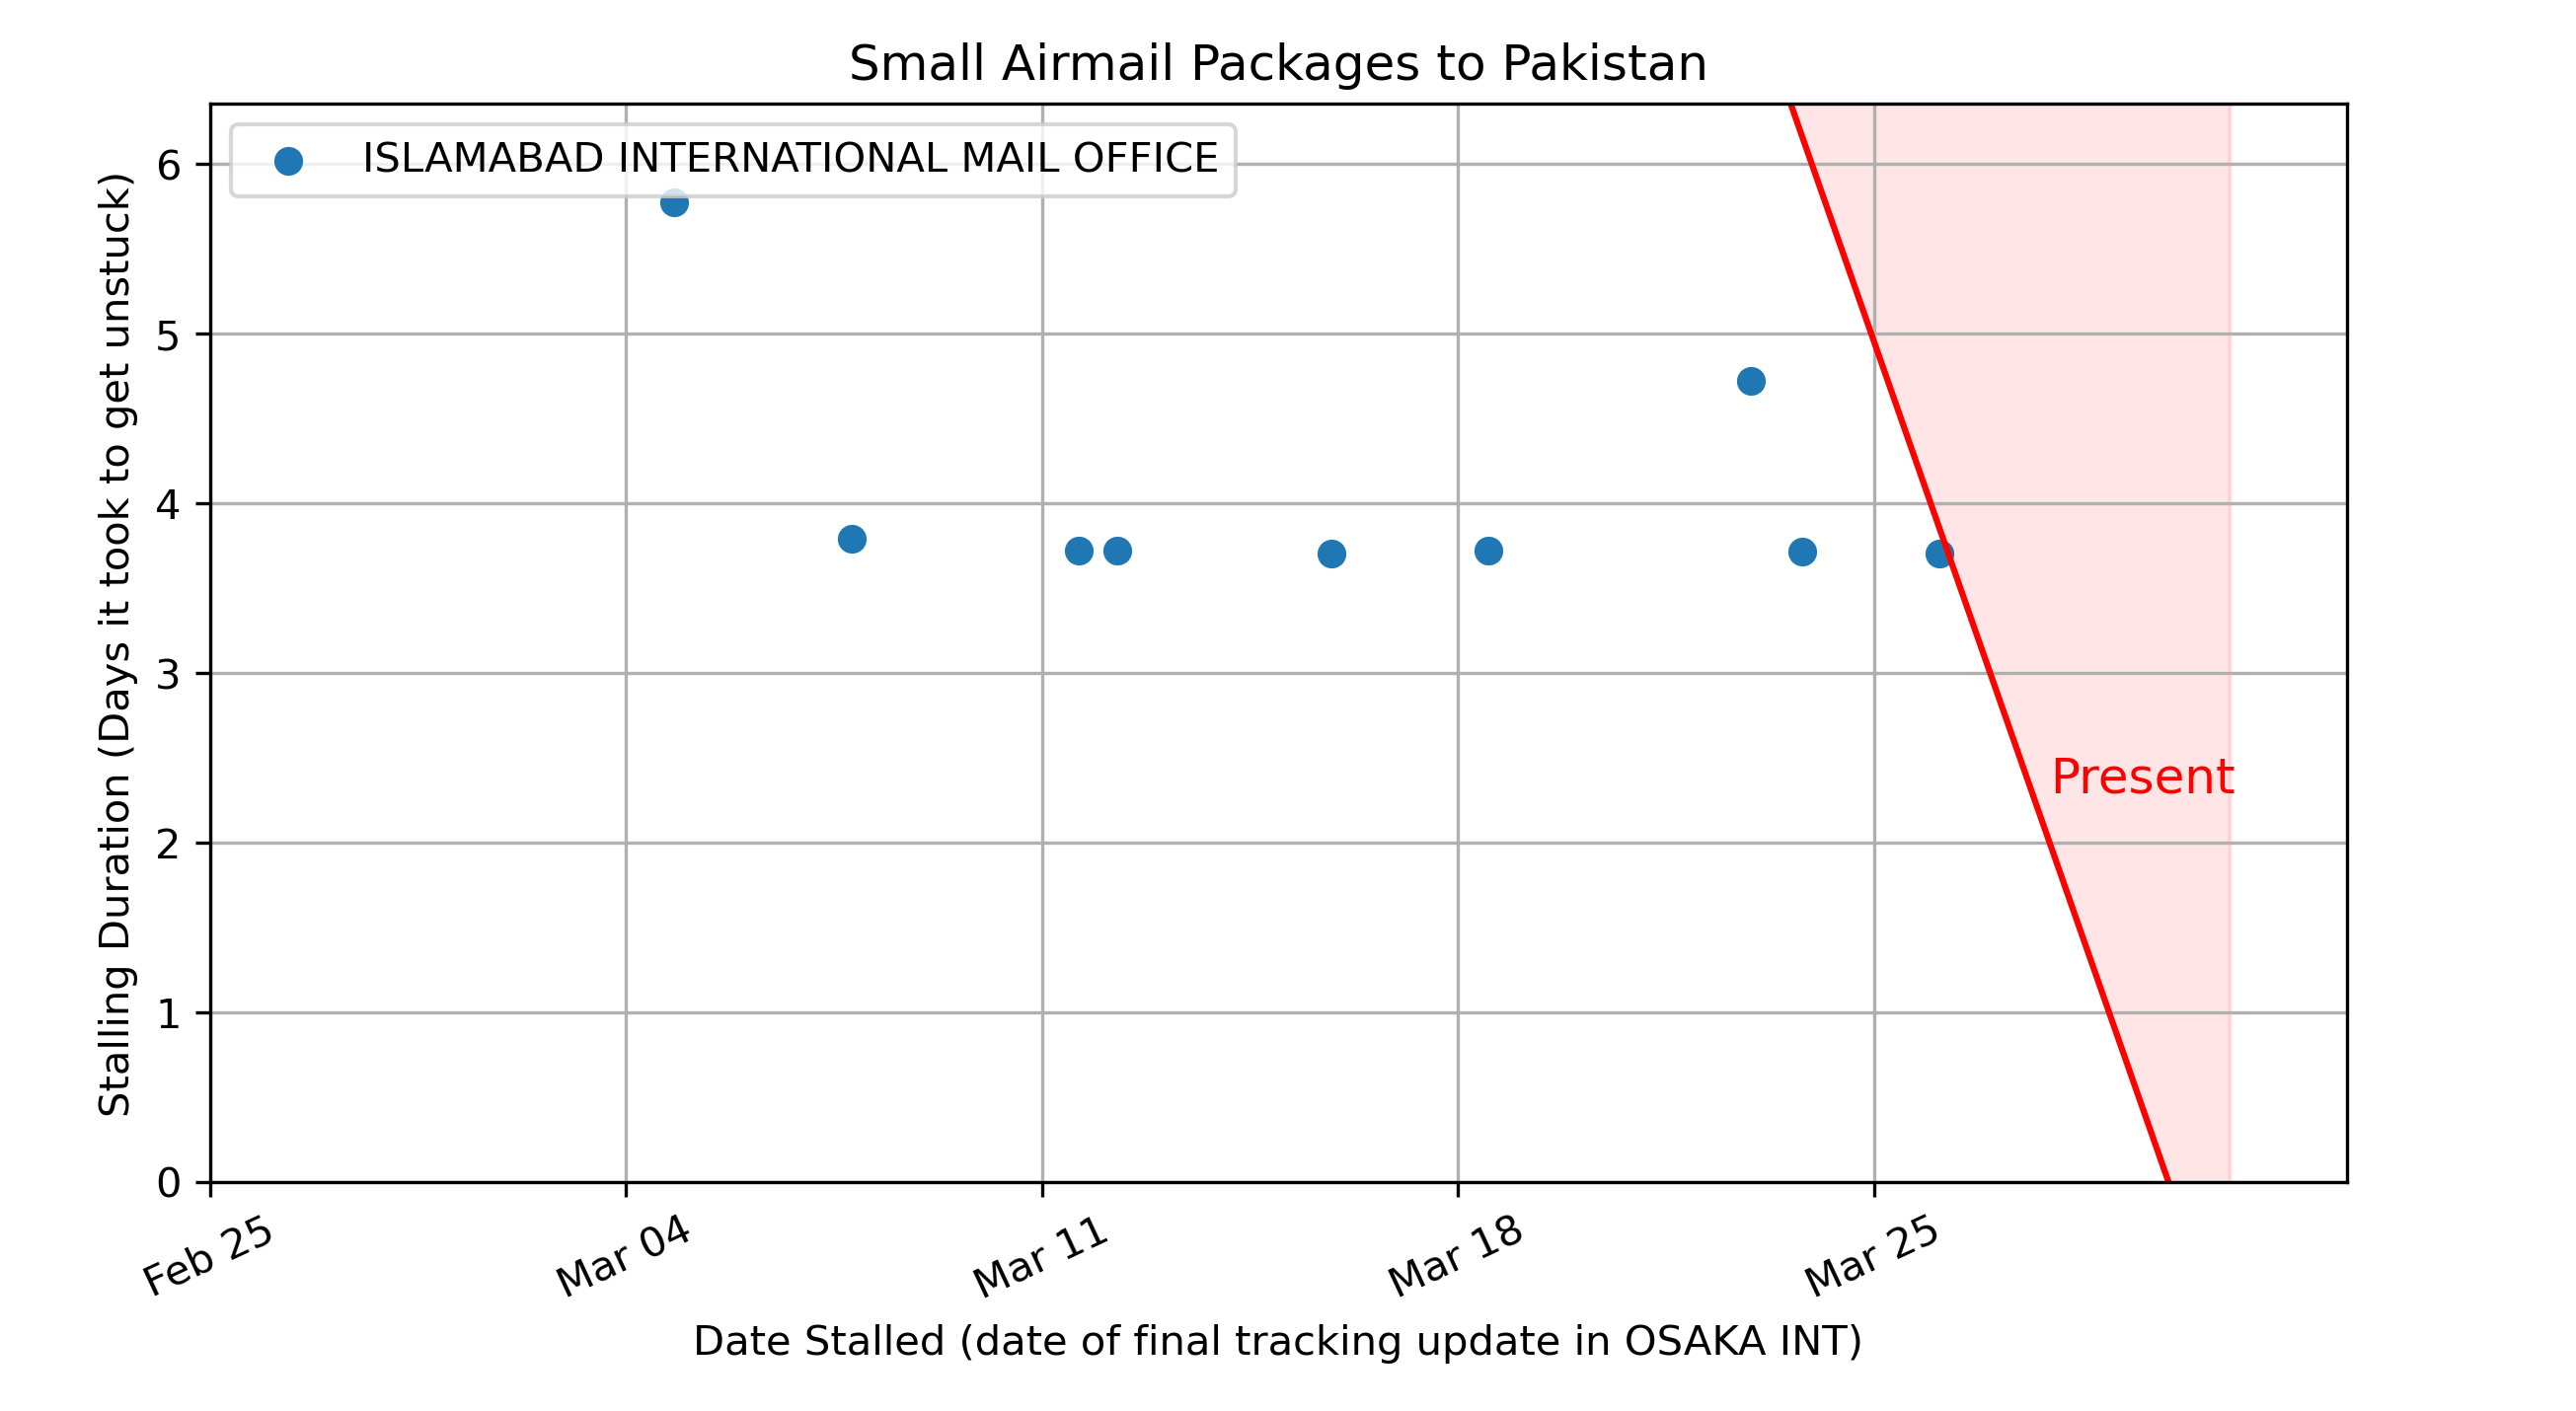 Small Airmail Packages to Pakistan
ISLAMABAD INTERNATIONAL MAIL OFFICE
Stalling Duration (Days it took to get unstuck)
6
5
4
3
2
1
0
Present
Feb 25
Mar 04
Mar 11
Mar 18
Mar 25
Date Stalled (date of final tracking update in OSAKA INT)